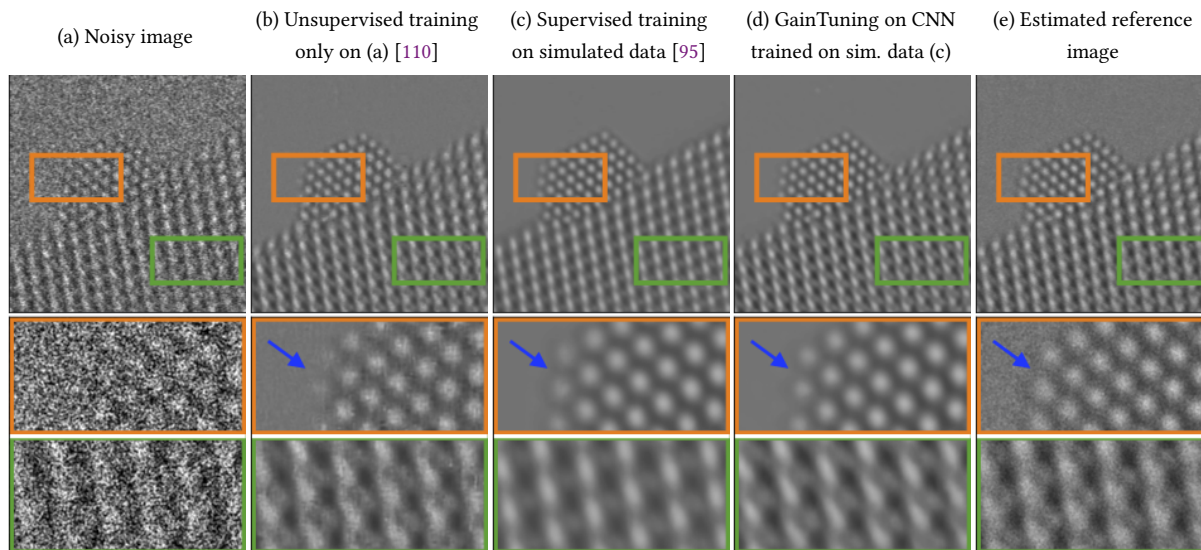 (a) Noisy image
(b) Unsupervised training
only on (a) [110]
(c) Supervised training
on simulated data [95]
(d) GainTuning on CNN
trained on sim. data (c)
(e) Estimated reference
image